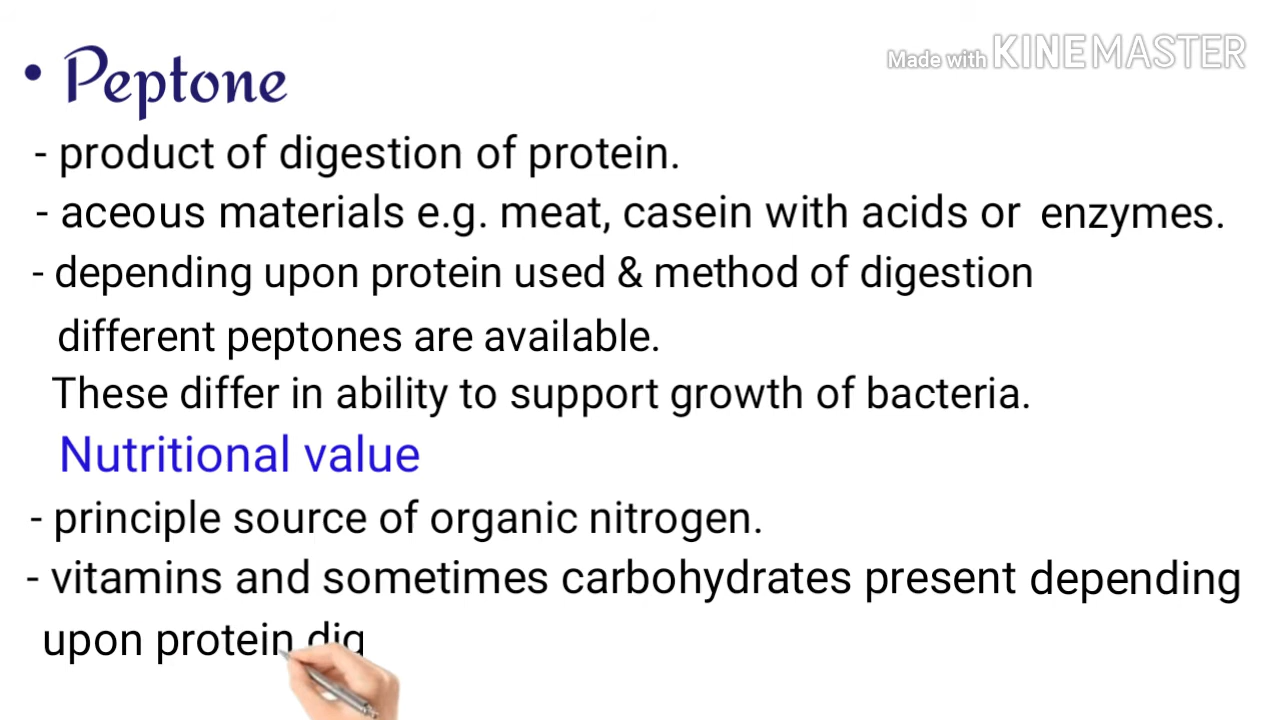 • Peptone
Made with KINEMASTER
- product of digestion of protein.
- aceous materials e.g. meat, casein with acids or enzymes.
- depending upon protein used & method of digestion
different peptones are available.
These differ in ability to support growth of bacteria.
Nutritional value
- principle source of organic nitrogen.
- vitamins and sometimes carbohydrates present depending
upon protein dig